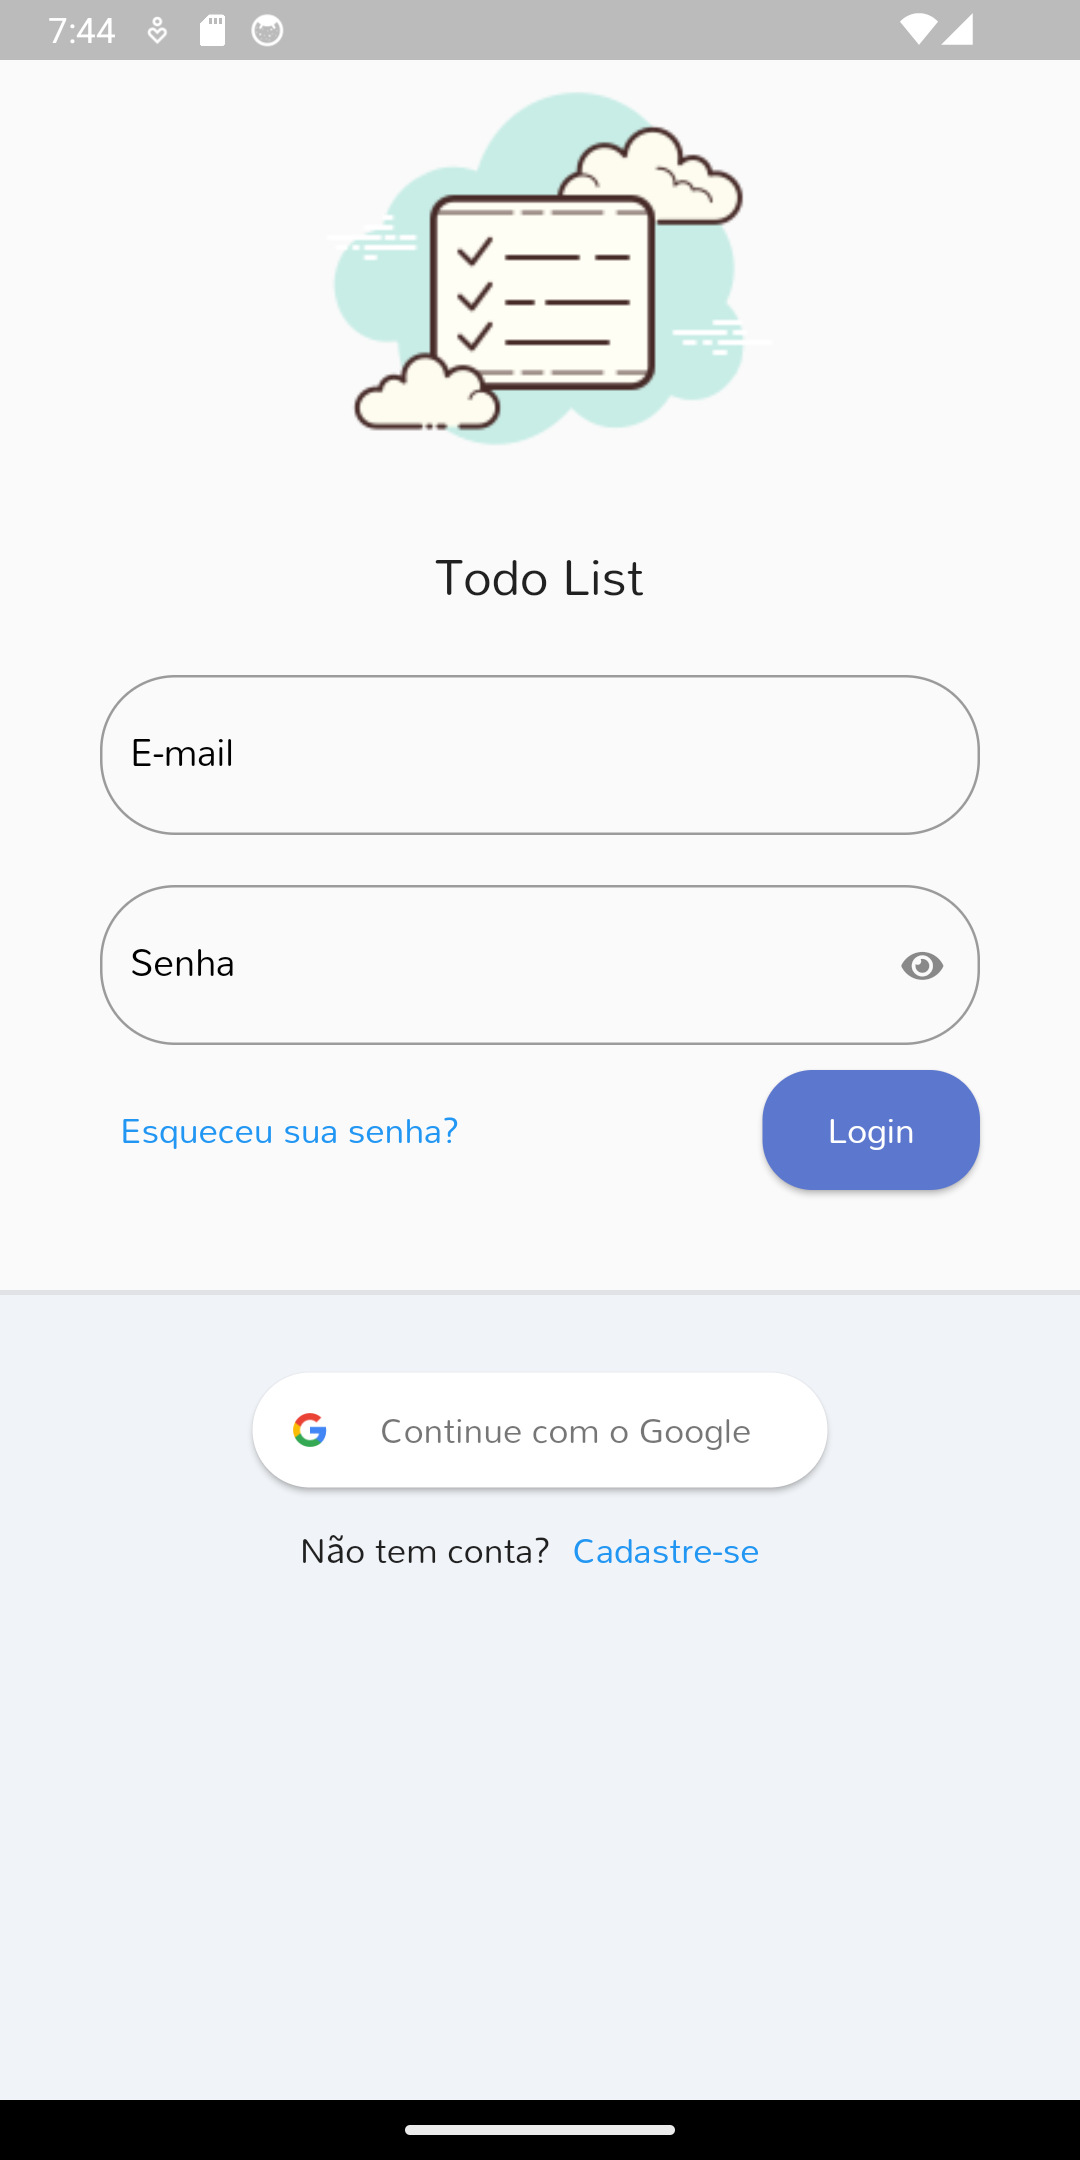 7:44
Todo List
E-mail
Senha
Esqueceu sua senha? Login
Continue com o Google
Não tem conta? Cadastre-se